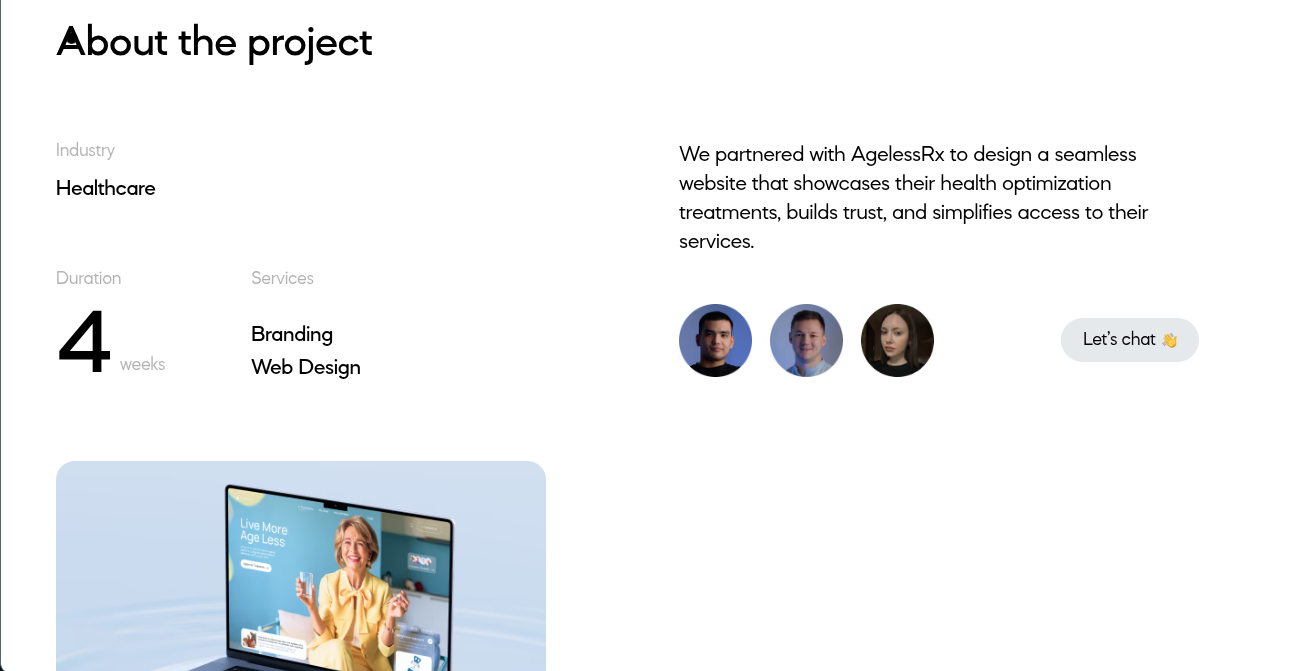 About the project
Industry
Healthcare
We partnered with AgelessRx to design a seamless
website that showcases their health optimization
treatments, builds trust, and simplifies access to their
services.
Duration
Services
4 weeks
Branding
Web Design
Let's chat 👋
Live More
Age Less